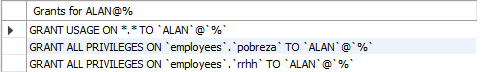 Grants for ALAN@%
GRANT USAGE ON *.* TO `ALAN`@`%`
GRANT ALL PRIVILEGES ON `employees`.`pobreza` TO `ALAN`@`%`
GRANT ALL PRIVILEGES ON `employees`.`rrhh` TO `ALAN`@`%`